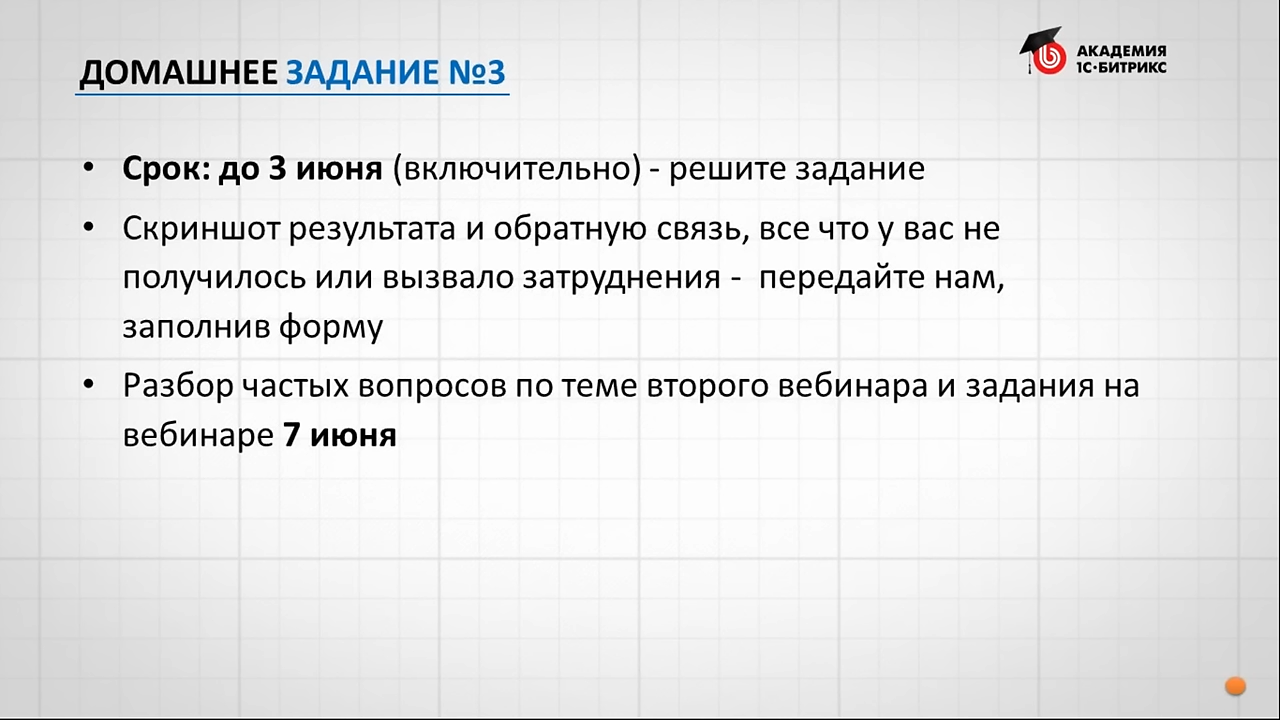 ДОМАШНЕЕ ЗАДАНИЕ №3
АКАДЕМИЯ
1С•БИТРИКС
• Срок: до 3 июня (включительно) - решите задание
• Скриншот результата и обратную связь, все что у вас не
получилось или вызвало затруднения - передайте нам,
заполнив форму
• Разбор частых вопросов по теме второго вебинара и задания на
вебинаре 7 июня